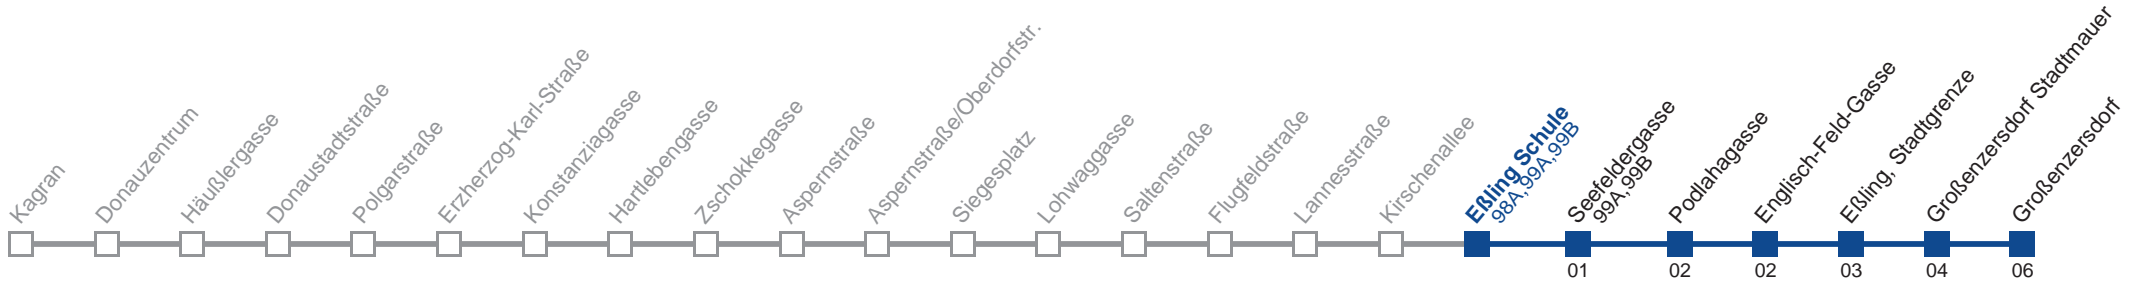 Kagran
Donauzentrum
Häußlergasse
Donaustadtstraße
Polgarstraße
Erzherzog-Karl-Straße
Konstanziagasse
Hartlebengasse
Zschokkegasse
Aspernstraße
Aspernstraße/Oberdorfstr.
Siegesplatz
Lohwaggasse
Saltenstraße
Flugfeldstraße
Lannesstraße
Kirschenallee
Eßling Schule
98A,99A,99B
Seefeldergasse
99A,99B
Podlahagasse
Englisch-Feld-Gasse
Eßling, Stadtgrenze
Großenzersdorf Stadtmauer
Großenzersdorf
01
02
02
03
04
06